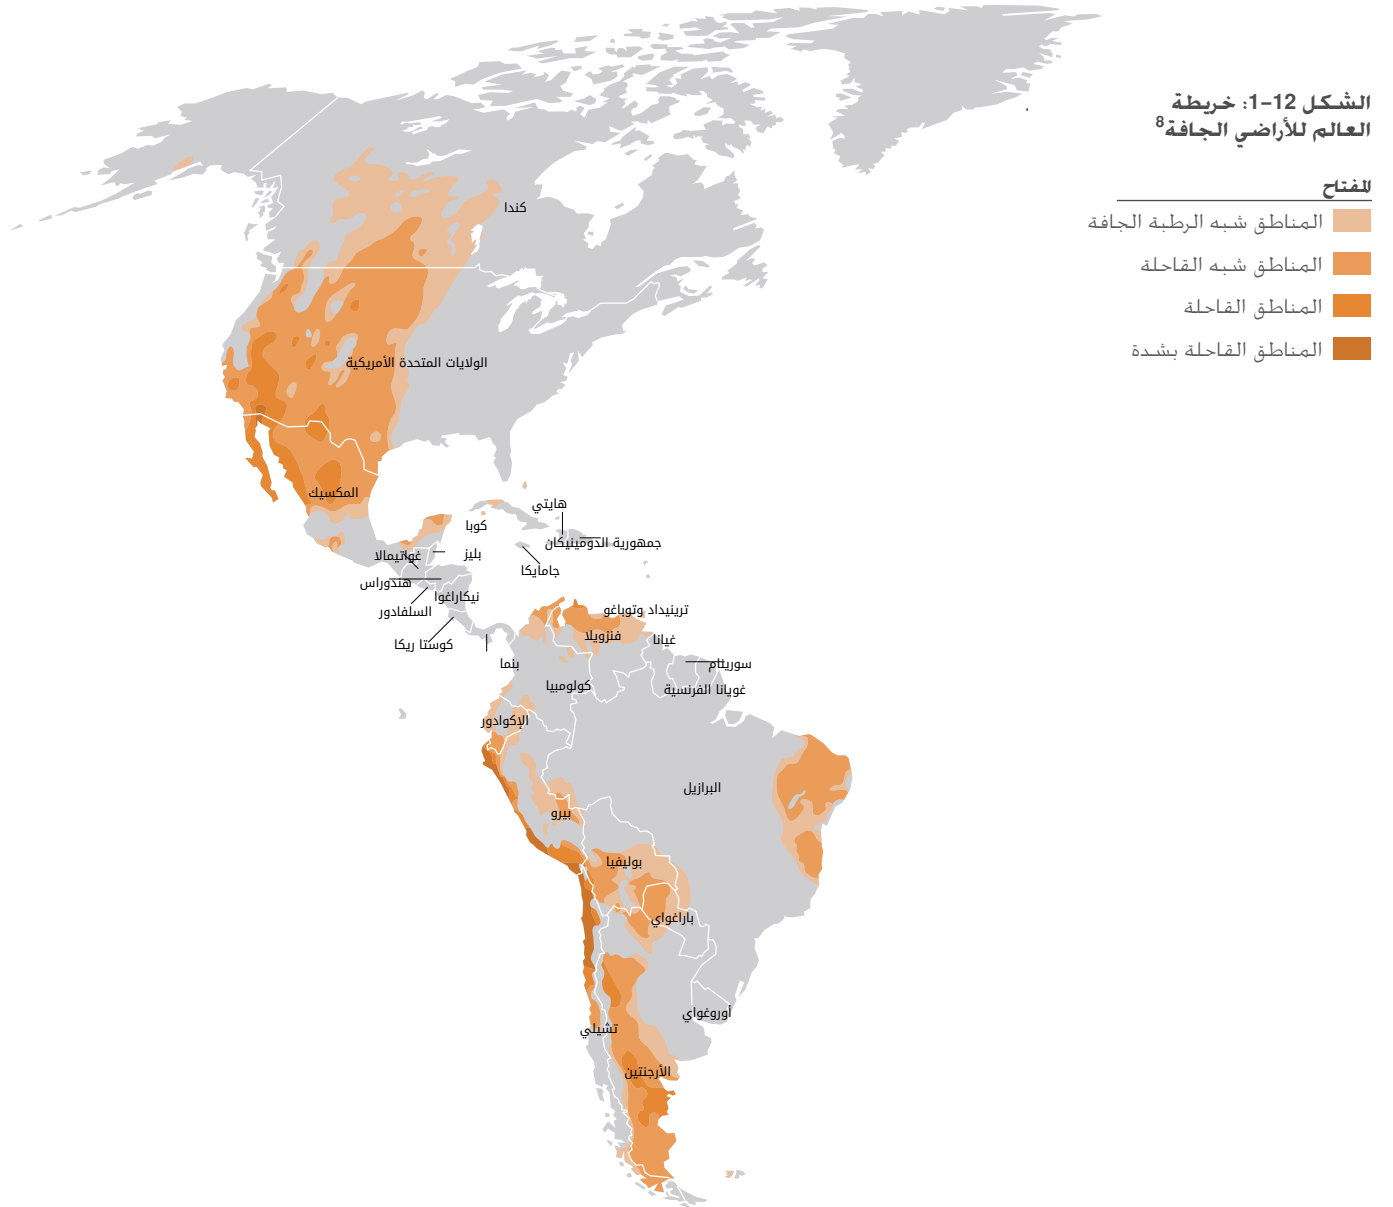 الشكل 12–1: خريطة
العالم للأراضي الجافة8
المفتاح
المناطق شبه الرطبة الجافة
المناطق شبه القاحلة
المناطق القاحلة
المناطق القاحلة بشدة
كندا
الولايات المتحدة الأمريكية
المكسيك
هايتي
كوبا
جمهورية الدومينيكان
بليز
غواتيمالا
جامايكا
هندوراس
نيكاراغوا
السلفادور
ترينيداد وتوباغو
فنزويلا
غيانا
كوستا ريكا
بنما
سورينام
كولومبيا
غويانا الفرنسية
الإكوادور
البرازيل
بيرو
بوليفيا
باراغواي
أوروغواي
تشيلي
الأرجنتين